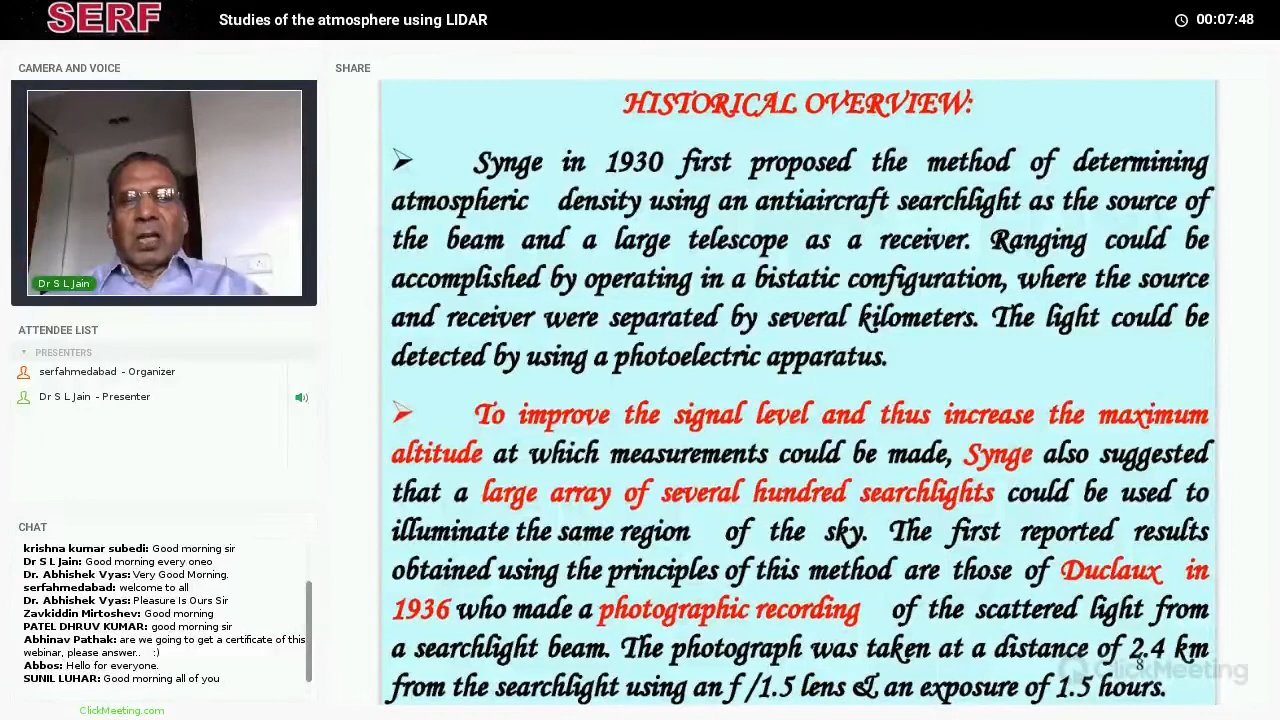 SERF
Studies of the atmosphere using LIDAR
00:07:48
CAMERA AND VOICE
Dr S L Jain
ATTENDEE LIST
PRESENTERS
serfahmedabad - Organizer
Dr S L Jain - Presenter
CHAT
krishna kumar subedi: Good morning sir
Dr S L Jain: Good morning every oneo
Dr. Abhishek Vyas: Very Good Morning.
serfahmedabad: welcome to all
Dr. Abhishek Vyas: Pleasure Is Ours Sir
Zavkiddin Mirtoshev: Good morning
PATEL DHRUV KUMAR: good morning sir
Abhinav Pathak: are we going to get a certificate of this
webinar, please answer.. :)
Abbos: Hello for everyone.
SUNIL LUHAR: Good morning all of you
ClickMeeting.com
SHARE
HISTORICAL OVERVIEW:
Synge in 1930 first proposed the method of determining
atmospheric density using an antiaircraft searchlight as the source of
the beam and a large telescope as a receiver. Ranging could be
accomplished by operating in a bistatic configuration, where the source
and receiver were separated by several kilometers. The light could be
detected by using a photoelectric apparatus.
To improve the signal level and thus increase the maximum
altitude at which measurements could be made, Synge also suggested
that a large array of several hundred searchlights could be used to
illuminate the same region of the sky. The first reported results
obtained using the principles of this method are those of Duclaux in
1936 who made a photographic recording of the scattered light from
a searchlight beam. The photograph was taken at a distance of 2.4 km
from the searchlight using an f /1.5 lens & an exposure of 1.5 hours.
8
ClickMeeting